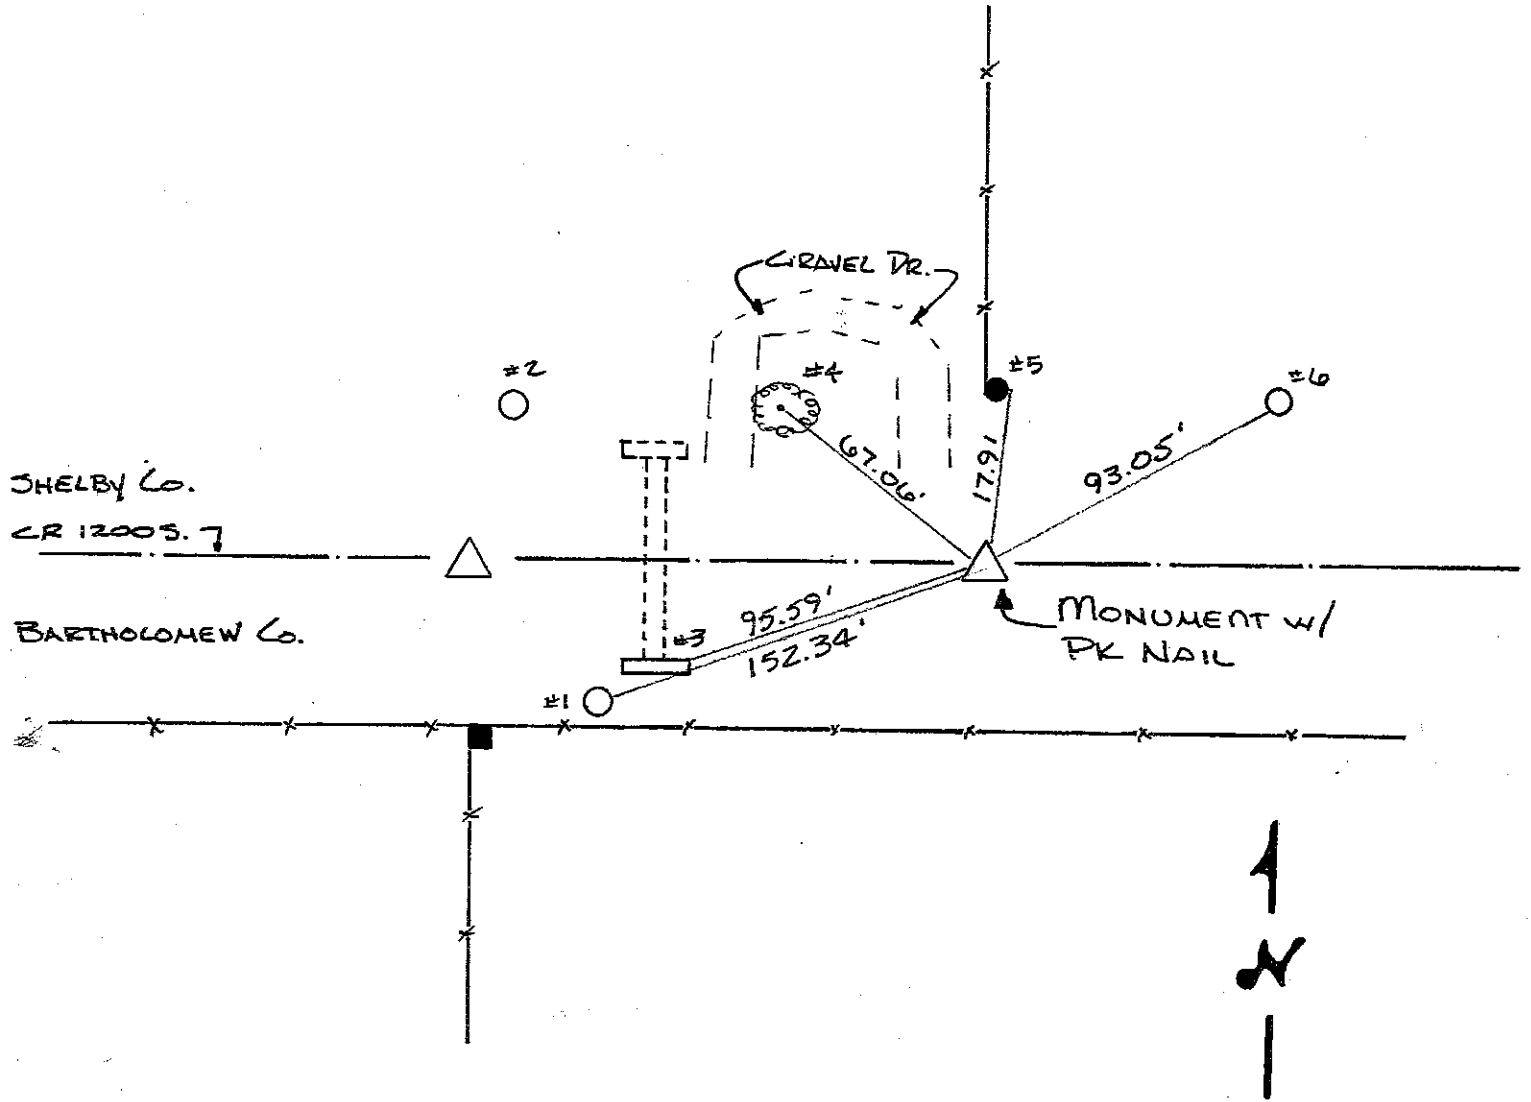 GRAVEL DR.
#2
#4
#5
#6
67.06'
17.91
93.05'
SHELBY CO.
CR 1200S.
95.59'
152.34'
#3
#1
MONUMENT W/
PK NAIL
BARTHOLOMEW CO.
N